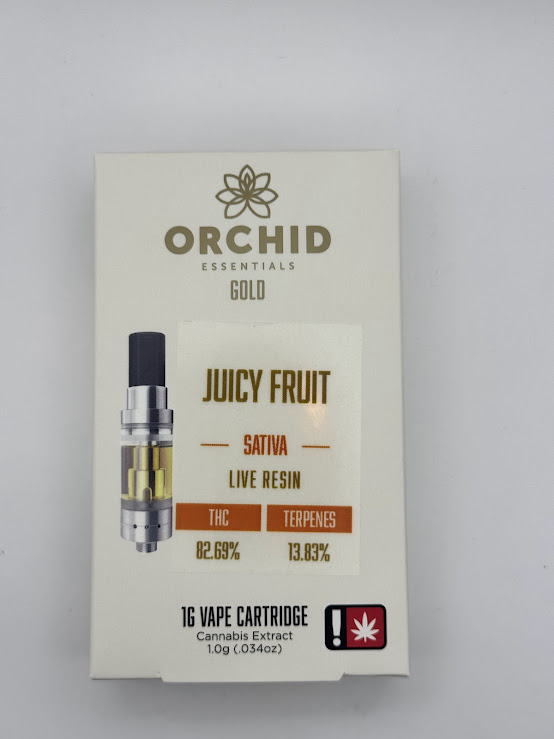 ORCHID
ESSENTIALS
GOLD
JUICY FRUIT
SATIVA
LIVE RESIN
THC TERPENES
82.69% 13.83%
1G VAPE CARTRIDGE
Cannabis Extract
1.0g (.034oz)
!